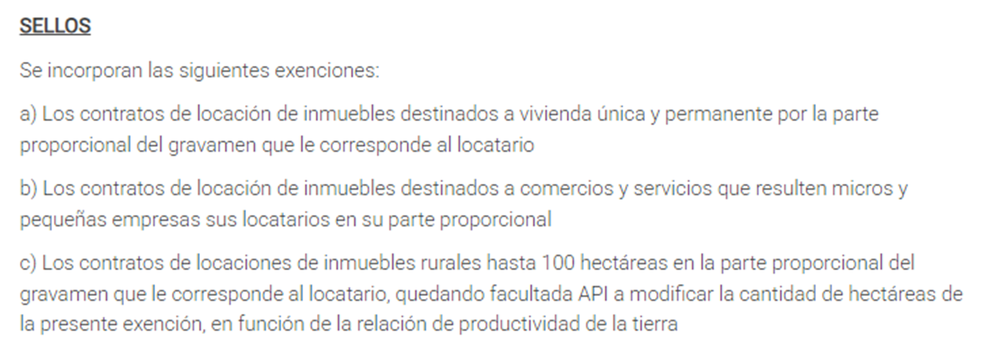 SELLOS
Se incorporan las siguientes exenciones:
a) Los contratos de locación de inmuebles destinados a vivienda única y permanente por la parte
proporcional del gravamen que le corresponde al locatario
b) Los contratos de locación de inmuebles destinados a comercios y servicios que resulten micros y
pequeñas empresas sus locatarios en su parte proporcional
c) Los contratos de locaciones de inmuebles rurales hasta 100 hectáreas en la parte proporcional del
gravamen que le corresponde al locatario, quedando facultada API a modificar la cantidad de hectáreas de
la presente exención, en función de la relación de productividad de la tierra